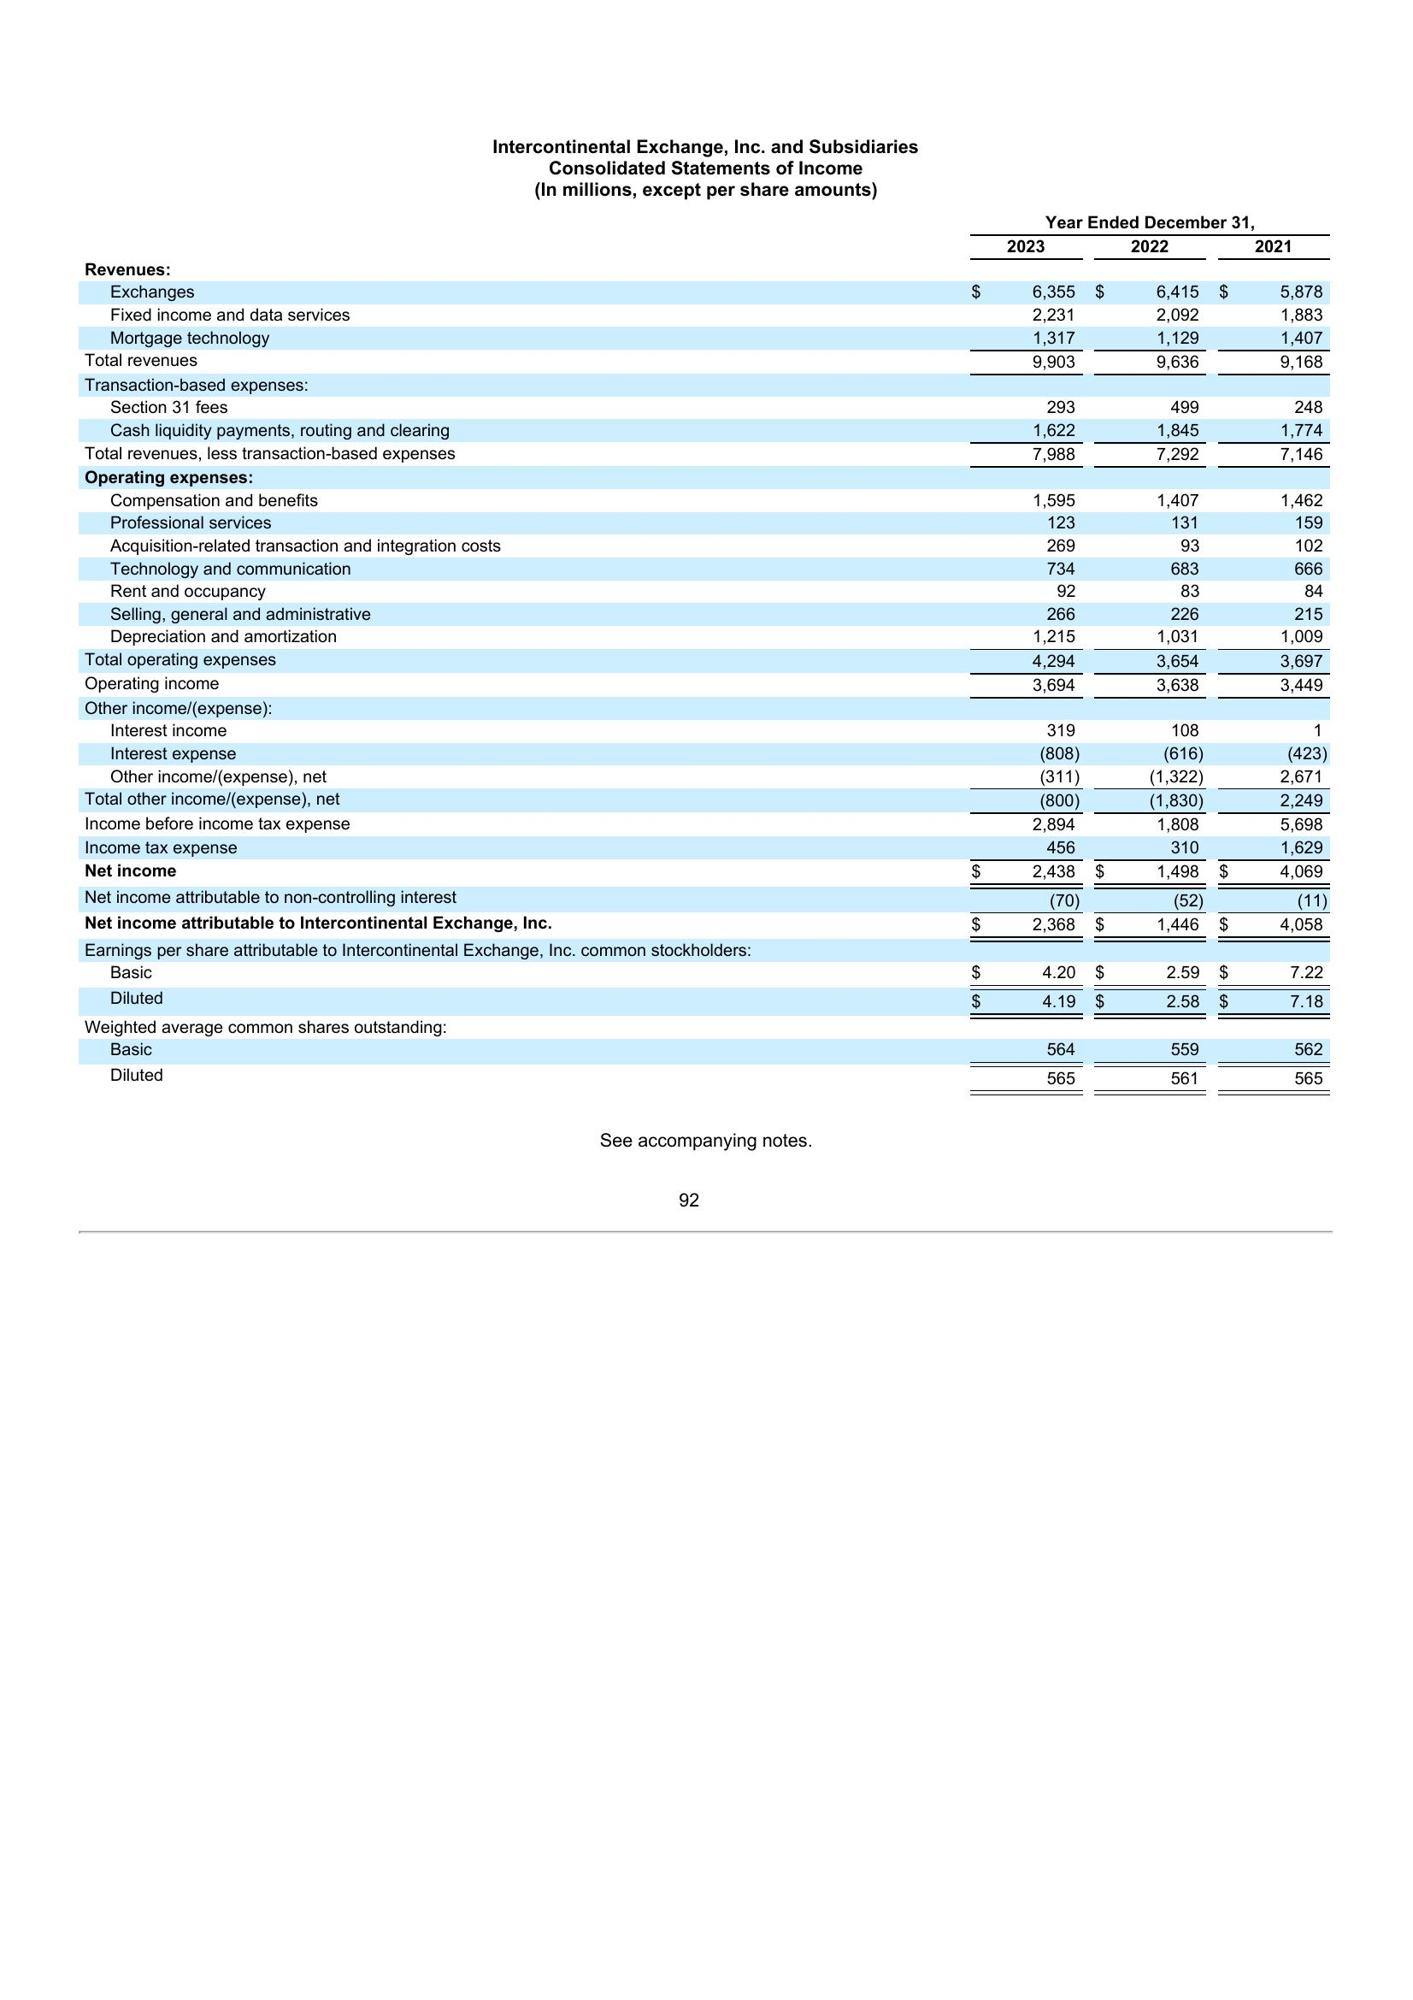 Intercontinental Exchange, Inc. and Subsidiaries
Consolidated Statements of Income
(In millions, except per share amounts)
Year Ended December 31,
2023 2022 2021
Revenues:
Exchanges $ 6,355 $ 6,415 $ 5,878
Fixed income and data services 2,231 2,092 1,883
Mortgage technology 1,317 1,129 1,407
Total revenues 9,903 9,636 9,168
Transaction-based expenses:
Section 31 fees 293 499 248
Cash liquidity payments, routing and clearing 1,622 1,845 1,774
Total revenues, less transaction-based expenses 7,988 7,292 7,146
Operating expenses:
Compensation and benefits 1,595 1,407 1,462
Professional services 123 131 159
Acquisition-related transaction and integration costs 269 93 102
Technology and communication 734 683 666
Rent and occupancy 92 83 84
Selling, general and administrative 266 226 215
Depreciation and amortization 1,215 1,031 1,009
Total operating expenses 4,294 3,654 3,697
Operating income 3,694 3,638 3,449
Other income/(expense):
Interest income 319 108 1
Interest expense (808) (616) (423)
Other income/(expense), net (311) (1,322) 2,671
Total other income/(expense), net (800) (1,830) 2,249
Income before income tax expense 2,894 1,808 5,698
Income tax expense 456 310 1,629
Net income $ 2,438 $ 1,498 $ 4,069
Net income attributable to non-controlling interest (70) (52) (11)
Net income attributable to Intercontinental Exchange, Inc. $ 2,368 $ 1,446 $ 4,058
Earnings per share attributable to Intercontinental Exchange, Inc. common stockholders:
Basic $ 4.20 $ 2.59 $ 7.22
Diluted $ 4.19 $ 2.58 $ 7.18
Weighted average common shares outstanding:
Basic 564 559 562
Diluted 565 561 565
See accompanying notes.
92